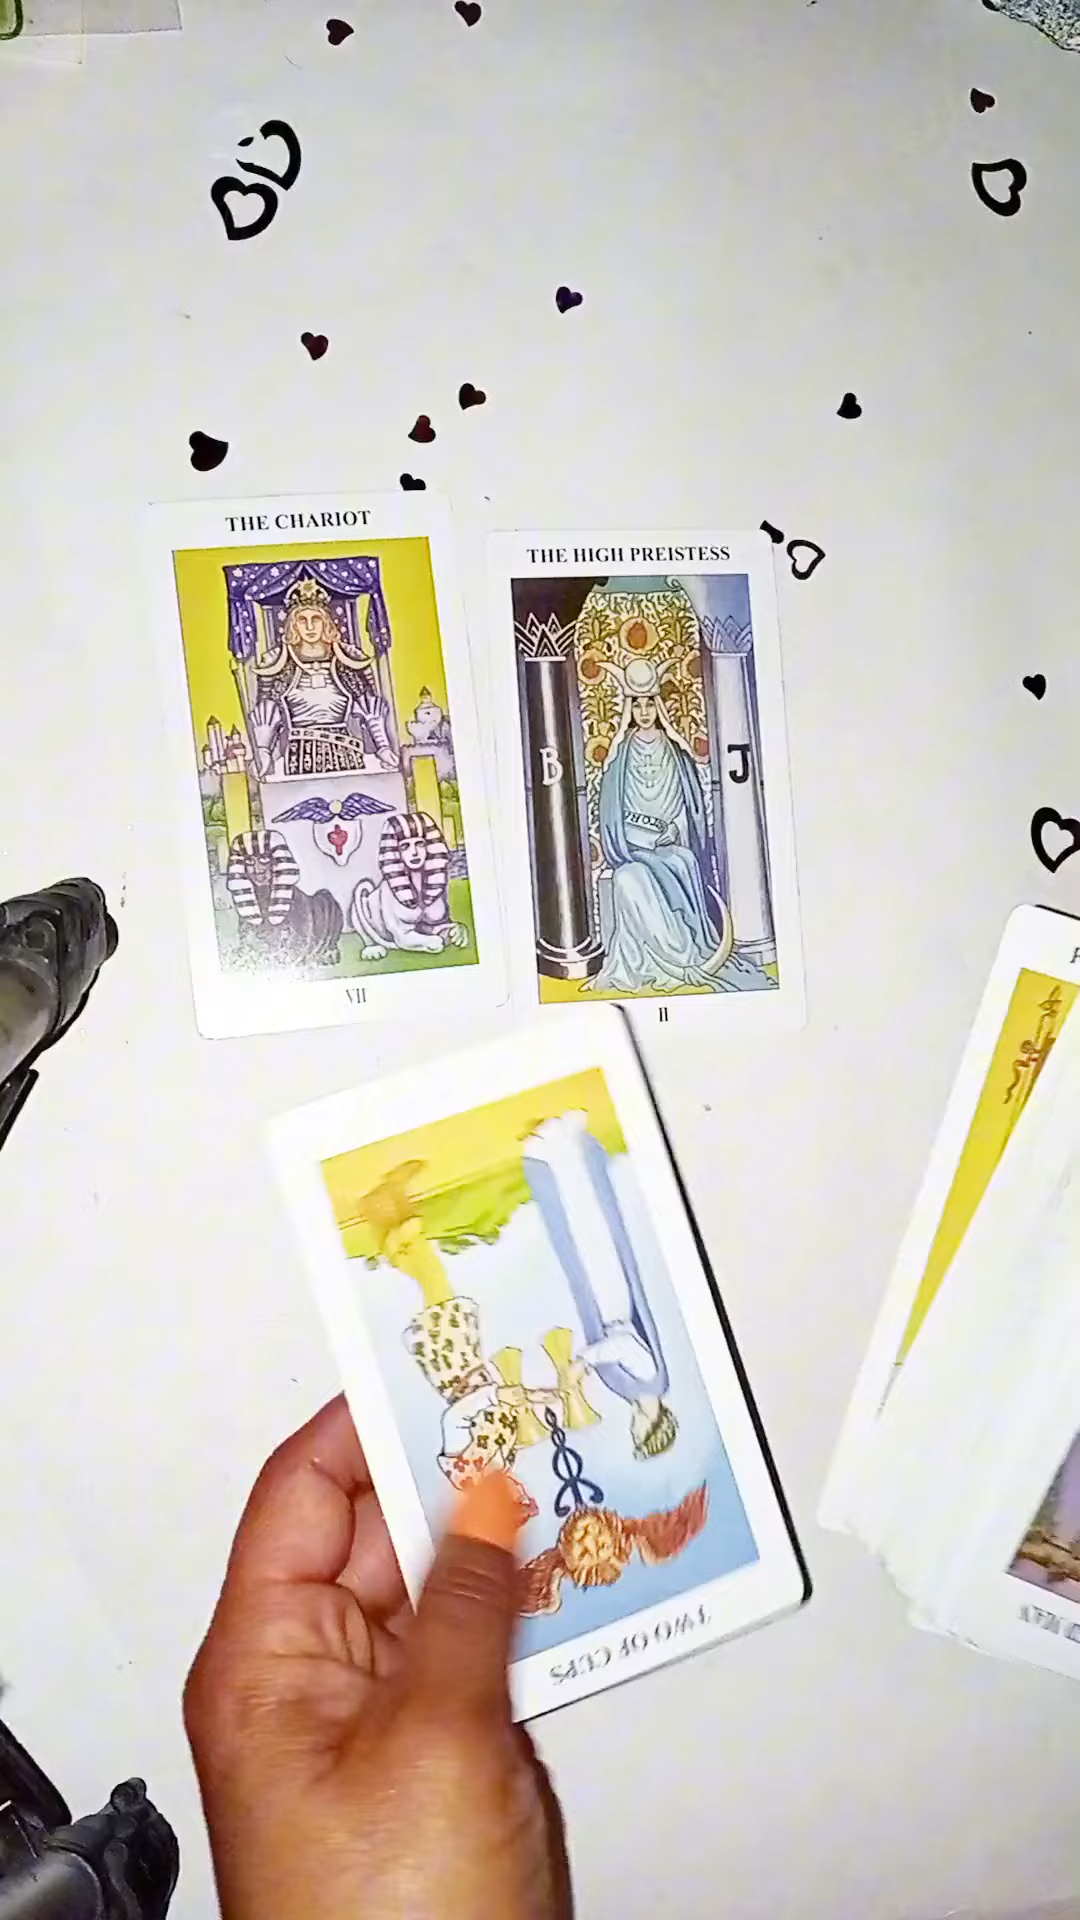 THE CHARIOT
THE HIGH PREISTESS
B
J
TORA
VII
II
TWO OF CUPS